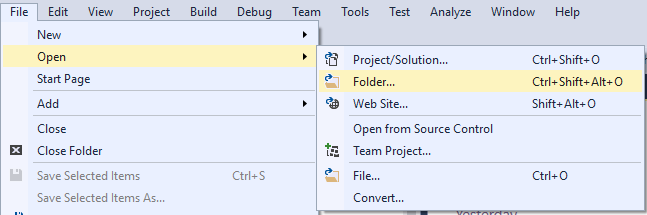 File Edit View Project Build Debug Team Tools Test Analyze Window Help
New
Open
Start Page
Add
Close
Close Folder
Save Selected Items Ctrl+S
Save Selected Items As...
Project/Solution... Ctrl+Shift+O
Folder... Ctrl+Shift+Alt+O
Web Site... Shift+Alt+O
Open from Source Control
Team Project...
File... Ctrl+O
Convert...
Yesterday